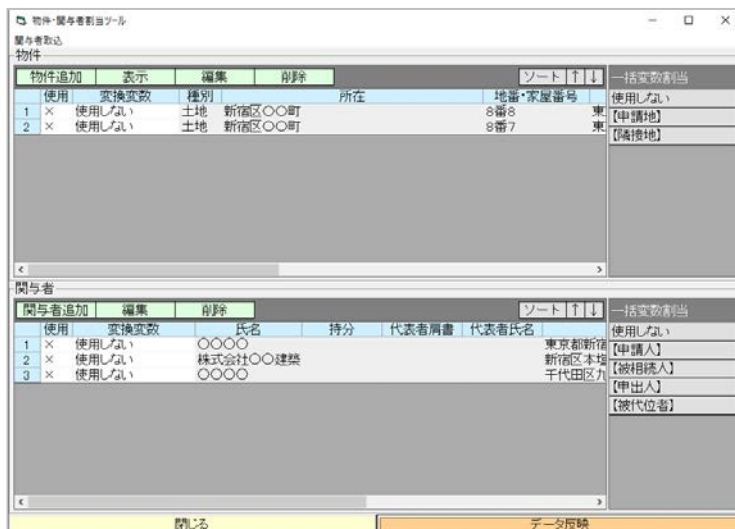 物件・関与者割当ツール
関与者取込
物件
物件追加 表示 編集 削除 ソート ↑ ↓ 一括変数割当
使用 変換変数 種別 所在 地番・家屋番号 使用しない
1 × 使用しない 土地 新宿区〇〇町 8番8 東 【申請地】
2 × 使用しない 土地 新宿区〇〇町 8番7 東 【隣接地】
関与者
関与者追加 編集 削除 ソート ↑ ↓ 一括変数割当
使用 変換変数 氏名 持分 代表者肩書 代表者氏名 使用しない
1 × 使用しない 〇〇〇〇 東京都新宿 【申請人】
2 × 使用しない 株式会社〇〇建築 新宿区本塩 【被相続人】
3 × 使用しない 〇〇〇〇 千代田区九 【申出人】
【被代位者】
閉じる データ反映